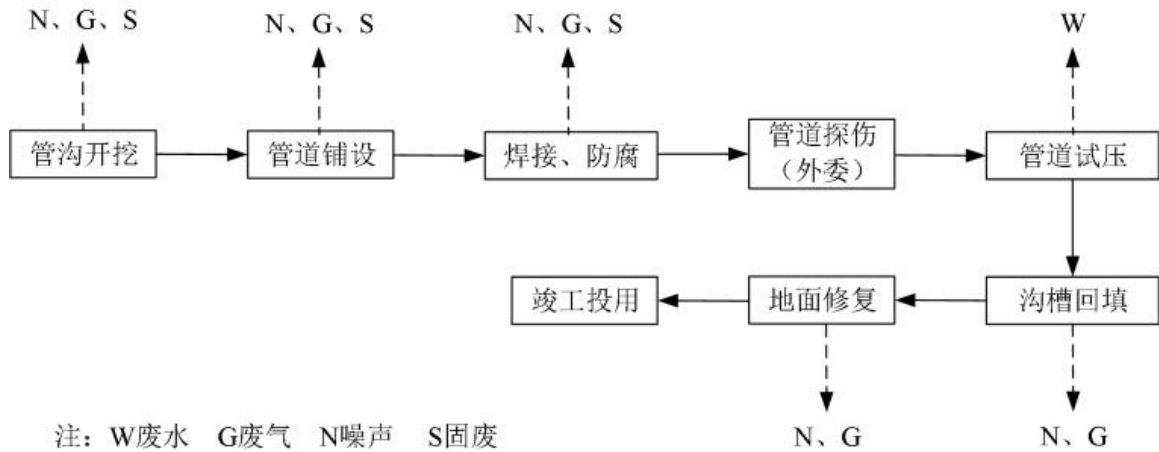 N、G、S
N、G、S
N、G、S
W
管沟开挖
管道铺设
焊接、防腐
管道探伤
（外委）
管道试压
竣工投用
地面修复
沟槽回填
N、G
N、G
注：W废水 G废气 N噪声 S固废